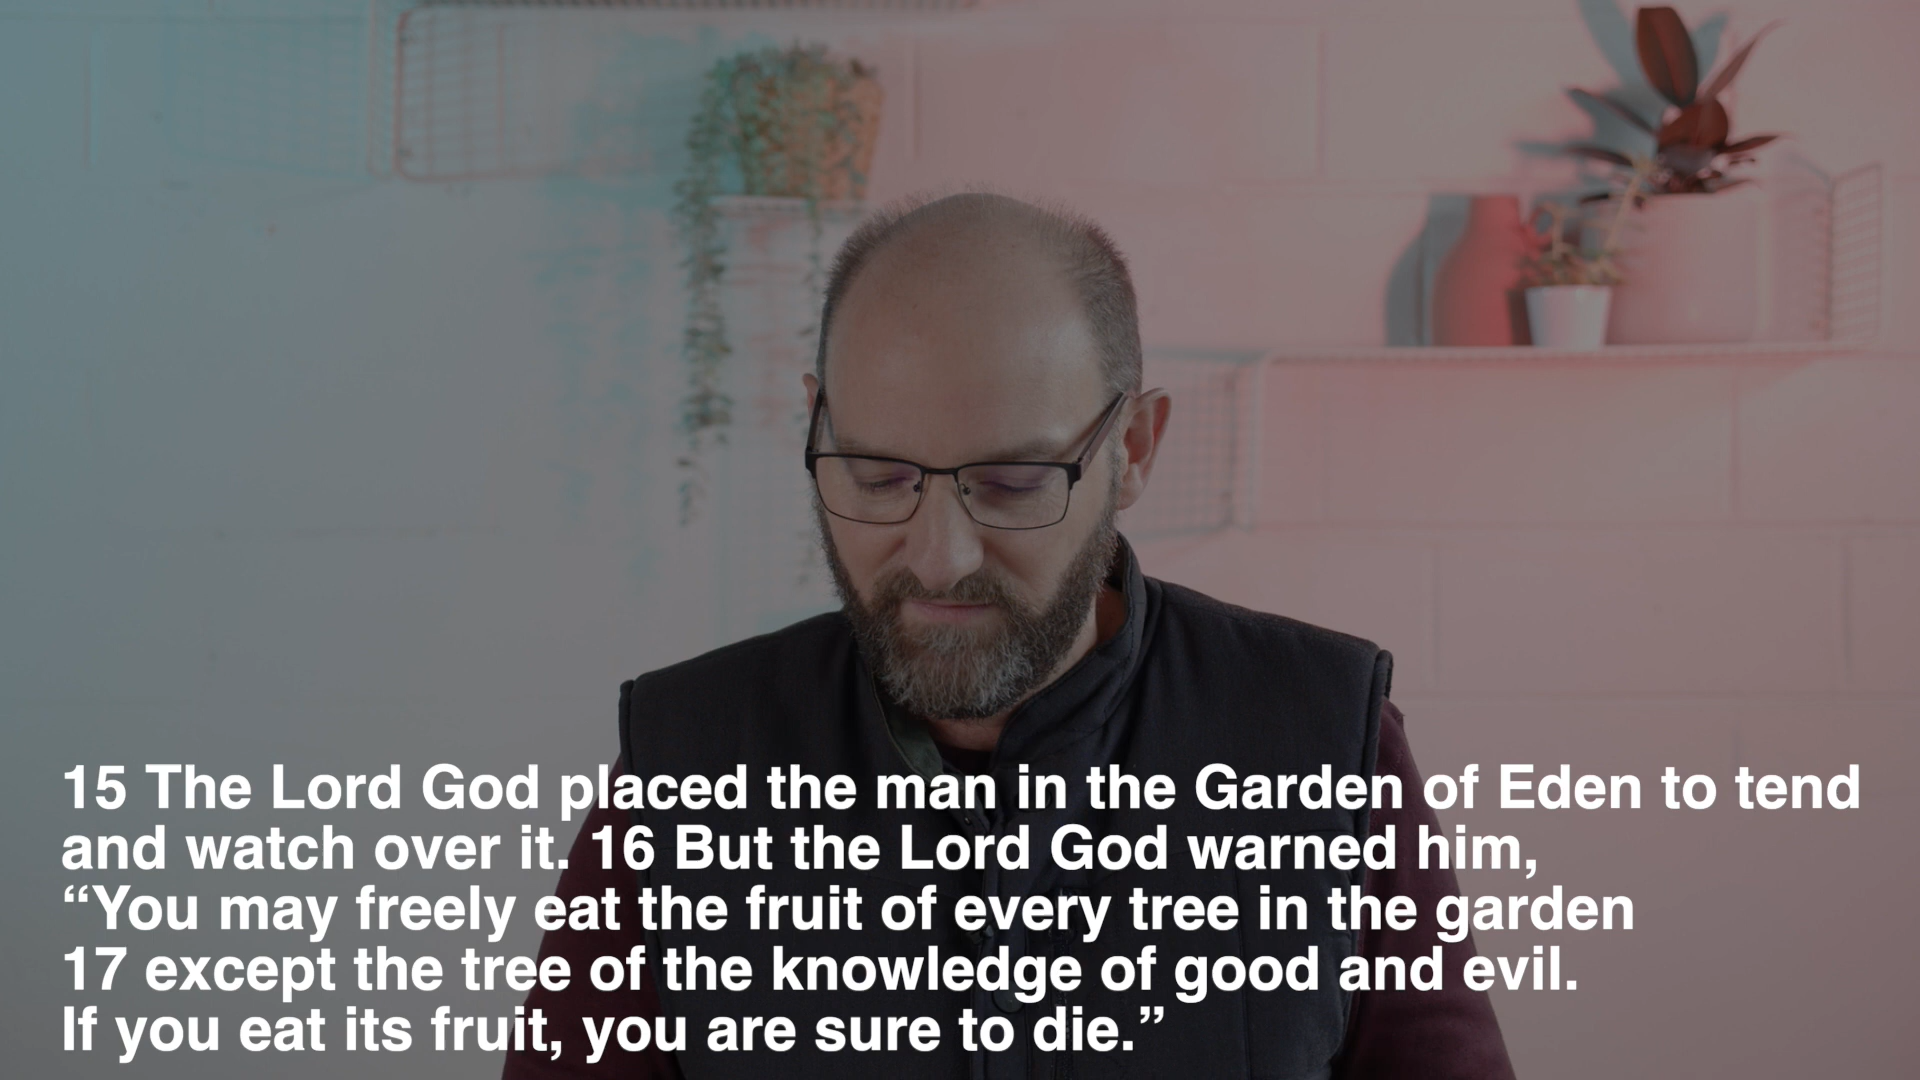 15 The Lord God placed the man in the Garden of Eden to tend
and watch over it. 16 But the Lord God warned him,
“You may freely eat the fruit of every tree in the garden
17 except the tree of the knowledge of good and evil.
If you eat its fruit, you are sure to die.”